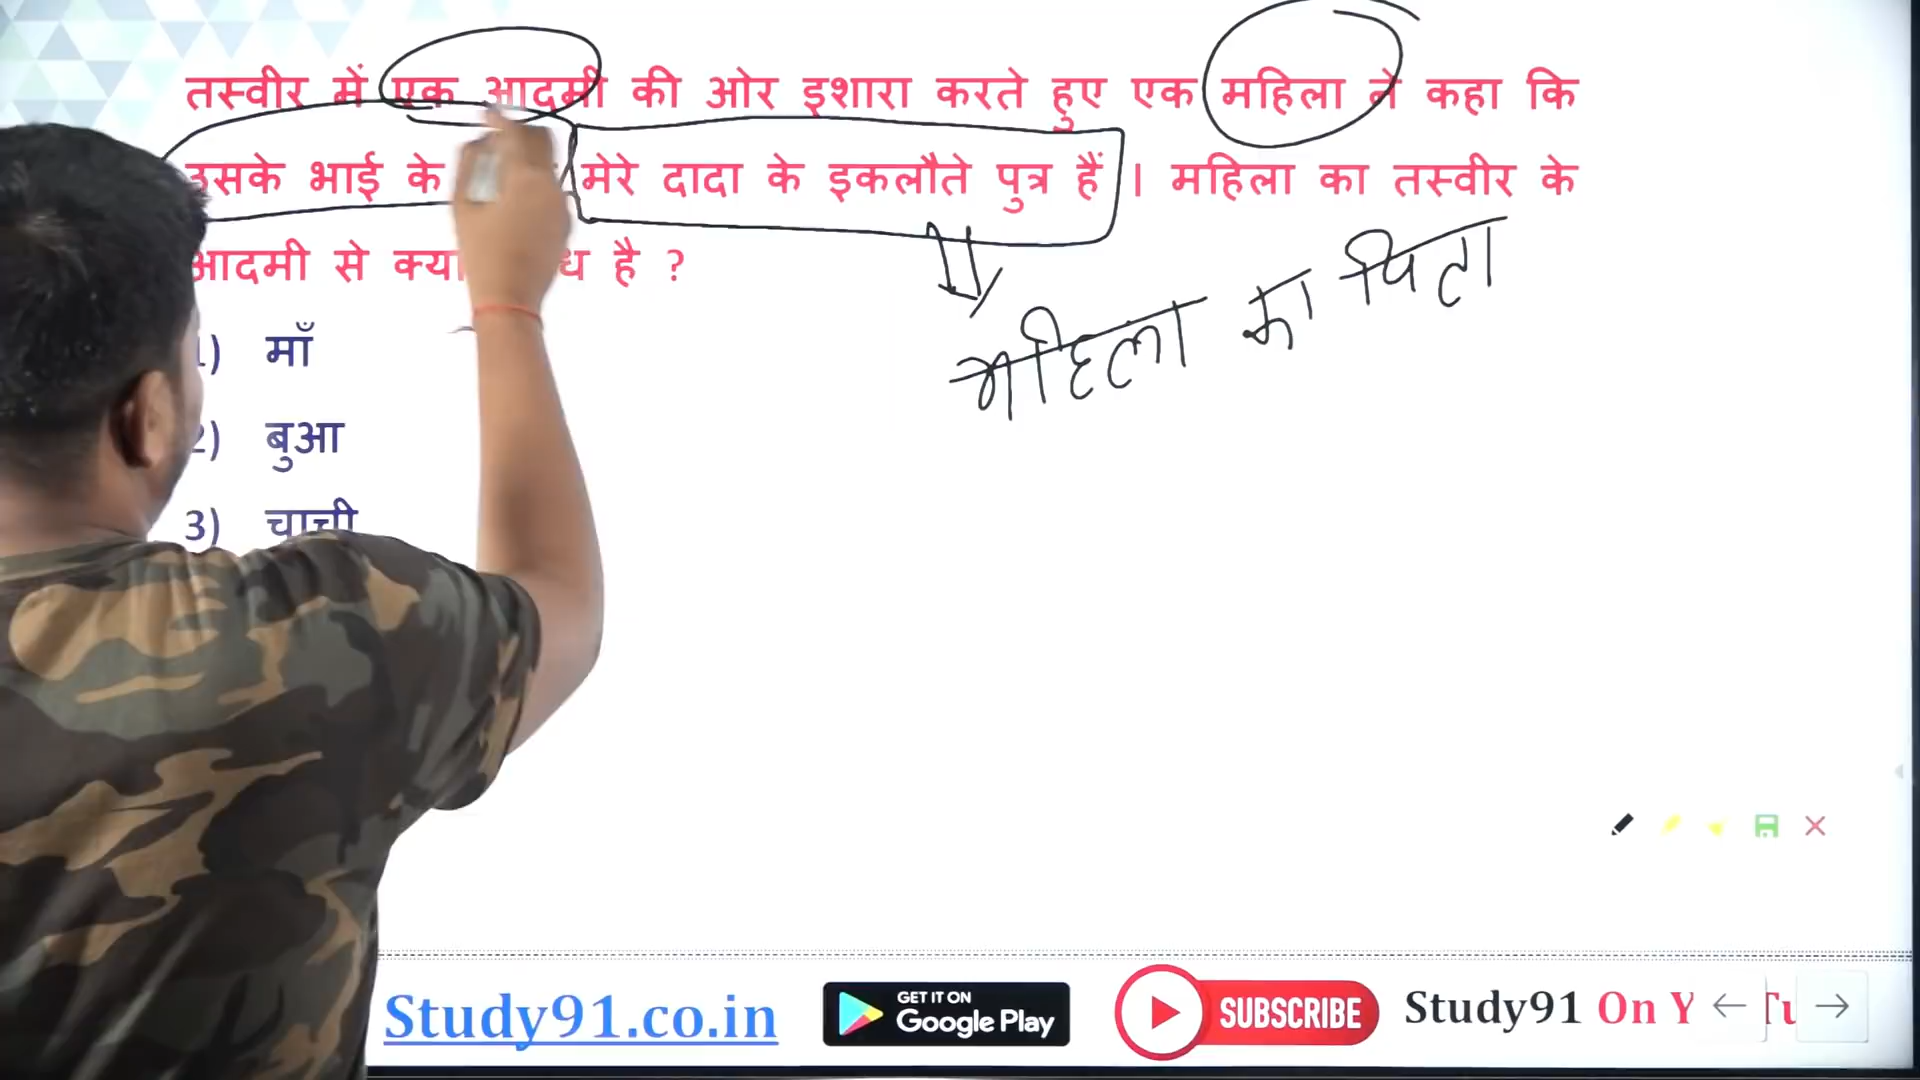 तस्वीर में एक आदमी की ओर इशारा करते हुए एक महिला ने कहा कि
उसके भाई के मेरे दादा के इकलौते पुत्र हैं । महिला का तस्वीर के
आदमी से क्या है ?
महिला का पिता
1) माँ
2) बुआ
3) चाची
Study91.co.in
GET IT ON
Google Play
SUBSCRIBE
Study91 On Y